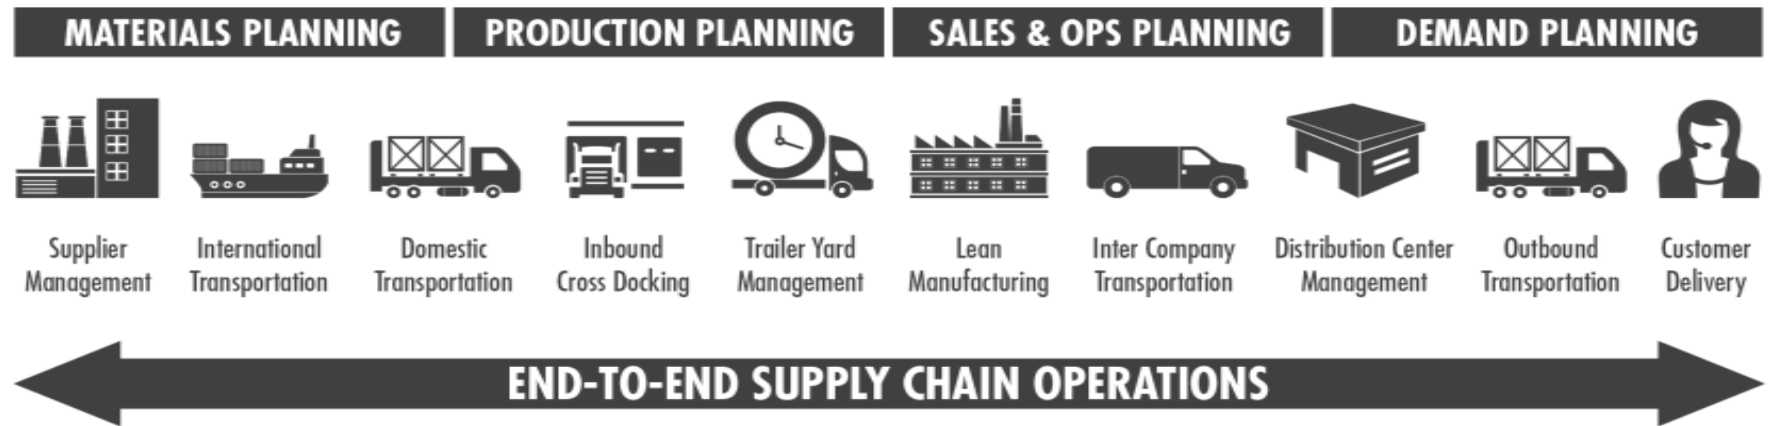 MATERIALS PLANNING
PRODUCTION PLANNING
SALES & OPS PLANNING
DEMAND PLANNING
Supplier
Management
International
Transportation
Domestic
Transportation
Inbound
Cross Docking
Trailer Yard
Management
Lean
Manufacturing
Inter Company
Transportation
Distribution Center
Management
Outbound
Transportation
Customer
Delivery
END-TO-END SUPPLY CHAIN OPERATIONS